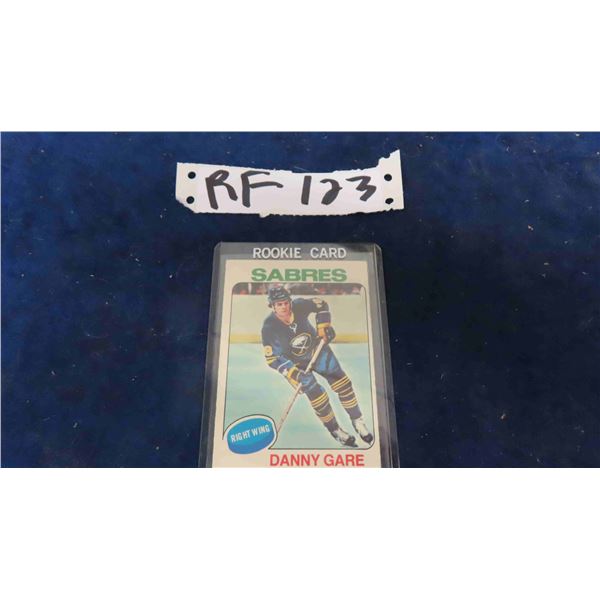 RF 123
ROOKIE CARD
SABRES
RIGHT WING
DANNY GARE